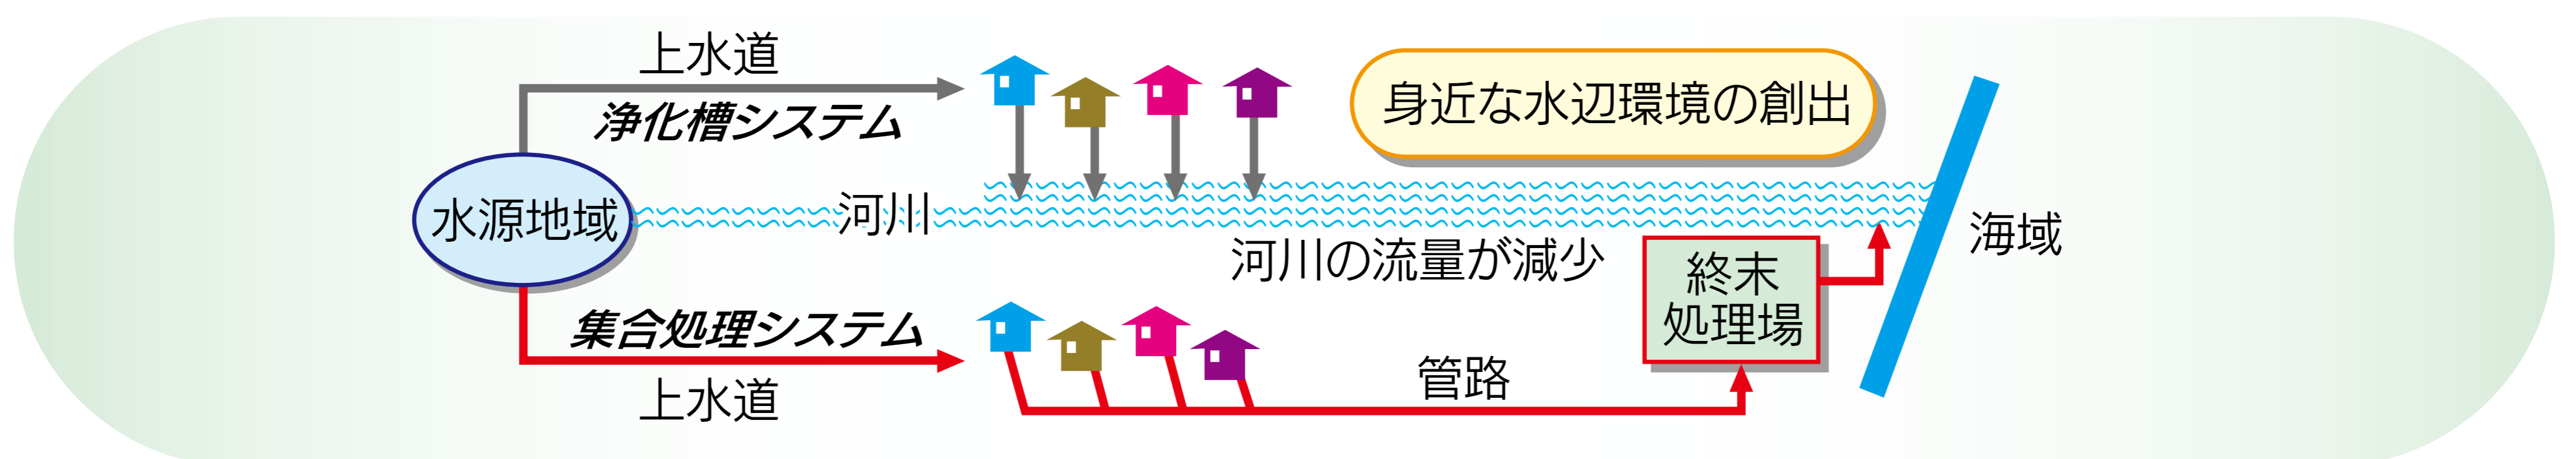 上水道
浄化槽システム
身近な水辺環境の創出
水源地域
河川
海域
河川の流量が減少
終末
処理場
集合処理システム
管路
上水道